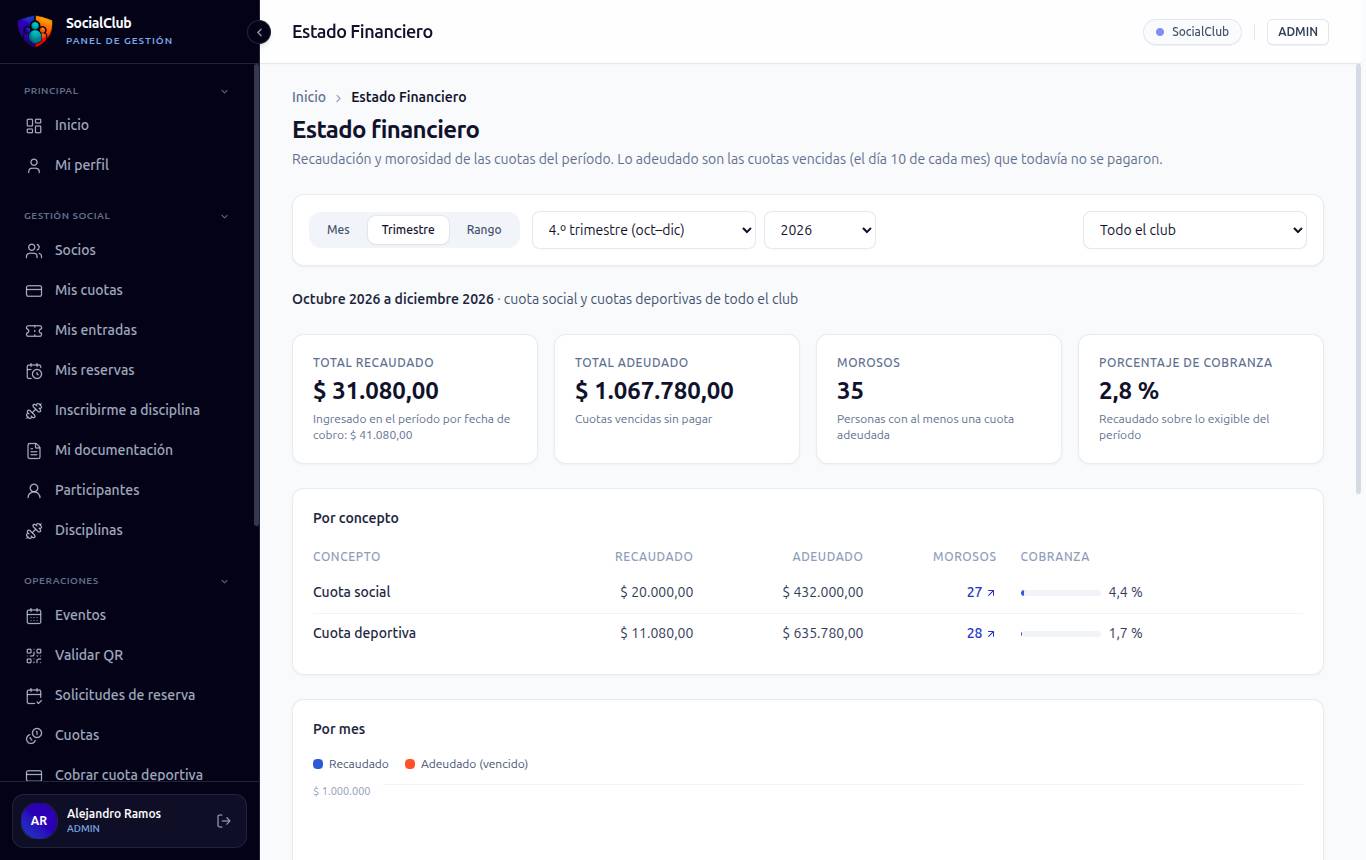 SocialClub
PANEL DE GESTIÓN
PRINCIPAL
Inicio
Mi perfil
GESTIÓN SOCIAL
Socios
Mis cuotas
Mis entradas
Mis reservas
Inscribirme a disciplina
Mi documentación
Participantes
Disciplinas
OPERACIONES
Eventos
Validar QR
Solicitudes de reserva
Cuotas
Cobrar cuota deportiva
AR
Alejandro Ramos
ADMIN
Estado Financiero
SocialClub
ADMIN
Inicio › Estado Financiero
Estado financiero
Recaudación y morosidad de las cuotas del período. Lo adeudado son las cuotas vencidas (el día 10 de cada mes) que todavía no se pagaron.
Mes Trimestre Rango 4.º trimestre (oct–dic) 2026 Todo el club
Octubre 2026 a diciembre 2026 · cuota social y cuotas deportivas de todo el club
TOTAL RECAUDADO
$ 31.080,00
Ingresado en el período por fecha de
cobro: $ 41.080,00
TOTAL ADEUDADO
$ 1.067.780,00
Cuotas vencidas sin pagar
MOROSOS
35
Personas con al menos una cuota
adeudada
PORCENTAJE DE COBRANZA
2,8 %
Recaudado sobre lo exigible del
período
Por concepto
CONCEPTO RECAUDADO ADEUDADO MOROSOS COBRANZA
Cuota social $ 20.000,00 $ 432.000,00 27 4,4 %
Cuota deportiva $ 11.080,00 $ 635.780,00 28 1,7 %
Por mes
Recaudado Adeudado (vencido)
$ 1.000.000